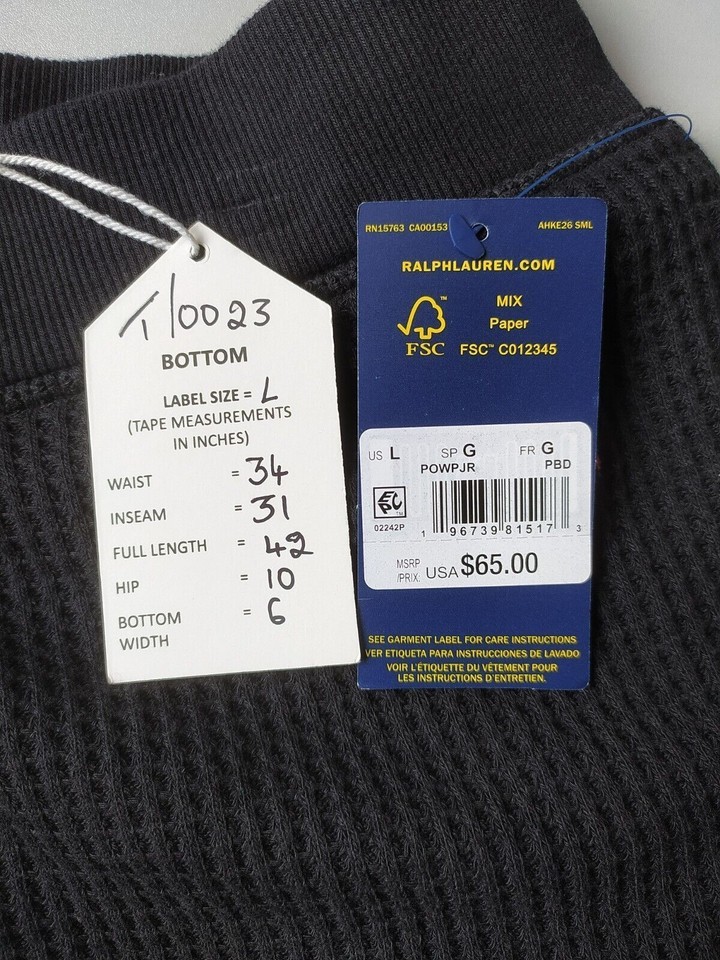 T/0023
BOTTOM
LABEL SIZE = L
(TAPE MEASUREMENTS
IN INCHES)
WAIST = 34
INSEAM = 31
FULL LENGTH = 42
HIP = 10
BOTTOM = 6
WIDTH
RN15763 CA00153 AHKE26 SML
RALPHLAUREN.COM
MIX
Paper
FSC™ C012345
™
FSC
US L SP G FR G
POWPJR PBD
EPC™
02242P
1 96739 81517 3
MSRP
/PRIX: USA $65.00
SEE GARMENT LABEL FOR CARE INSTRUCTIONS
VER ETIQUETA PARA INSTRUCCIONES DE LAVADO
VOIR L'ÉTIQUETTE DU VÊTEMENT POUR
LES INSTRUCTIONS D'ENTRETIEN.